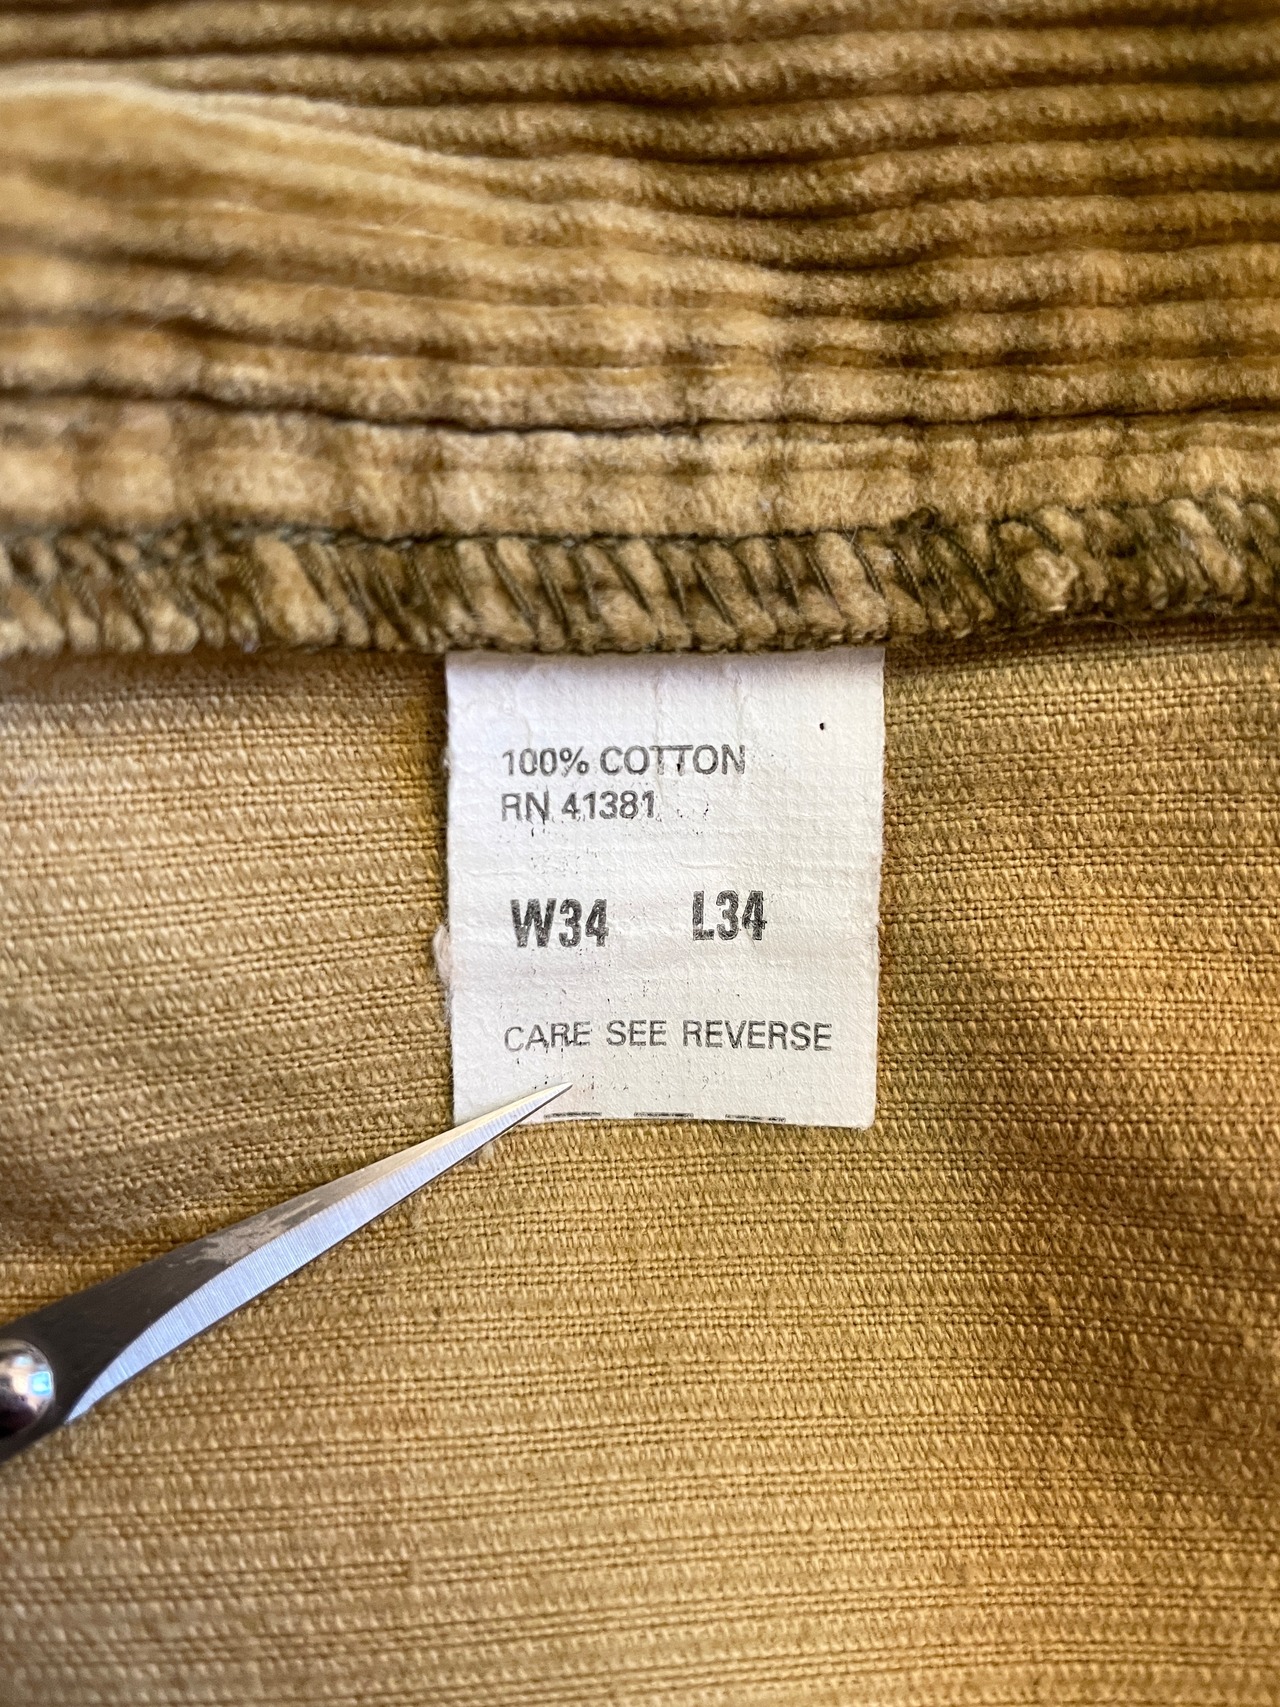 100% COTTON
RN 41381
W34 L34
CARE SEE REVERSE